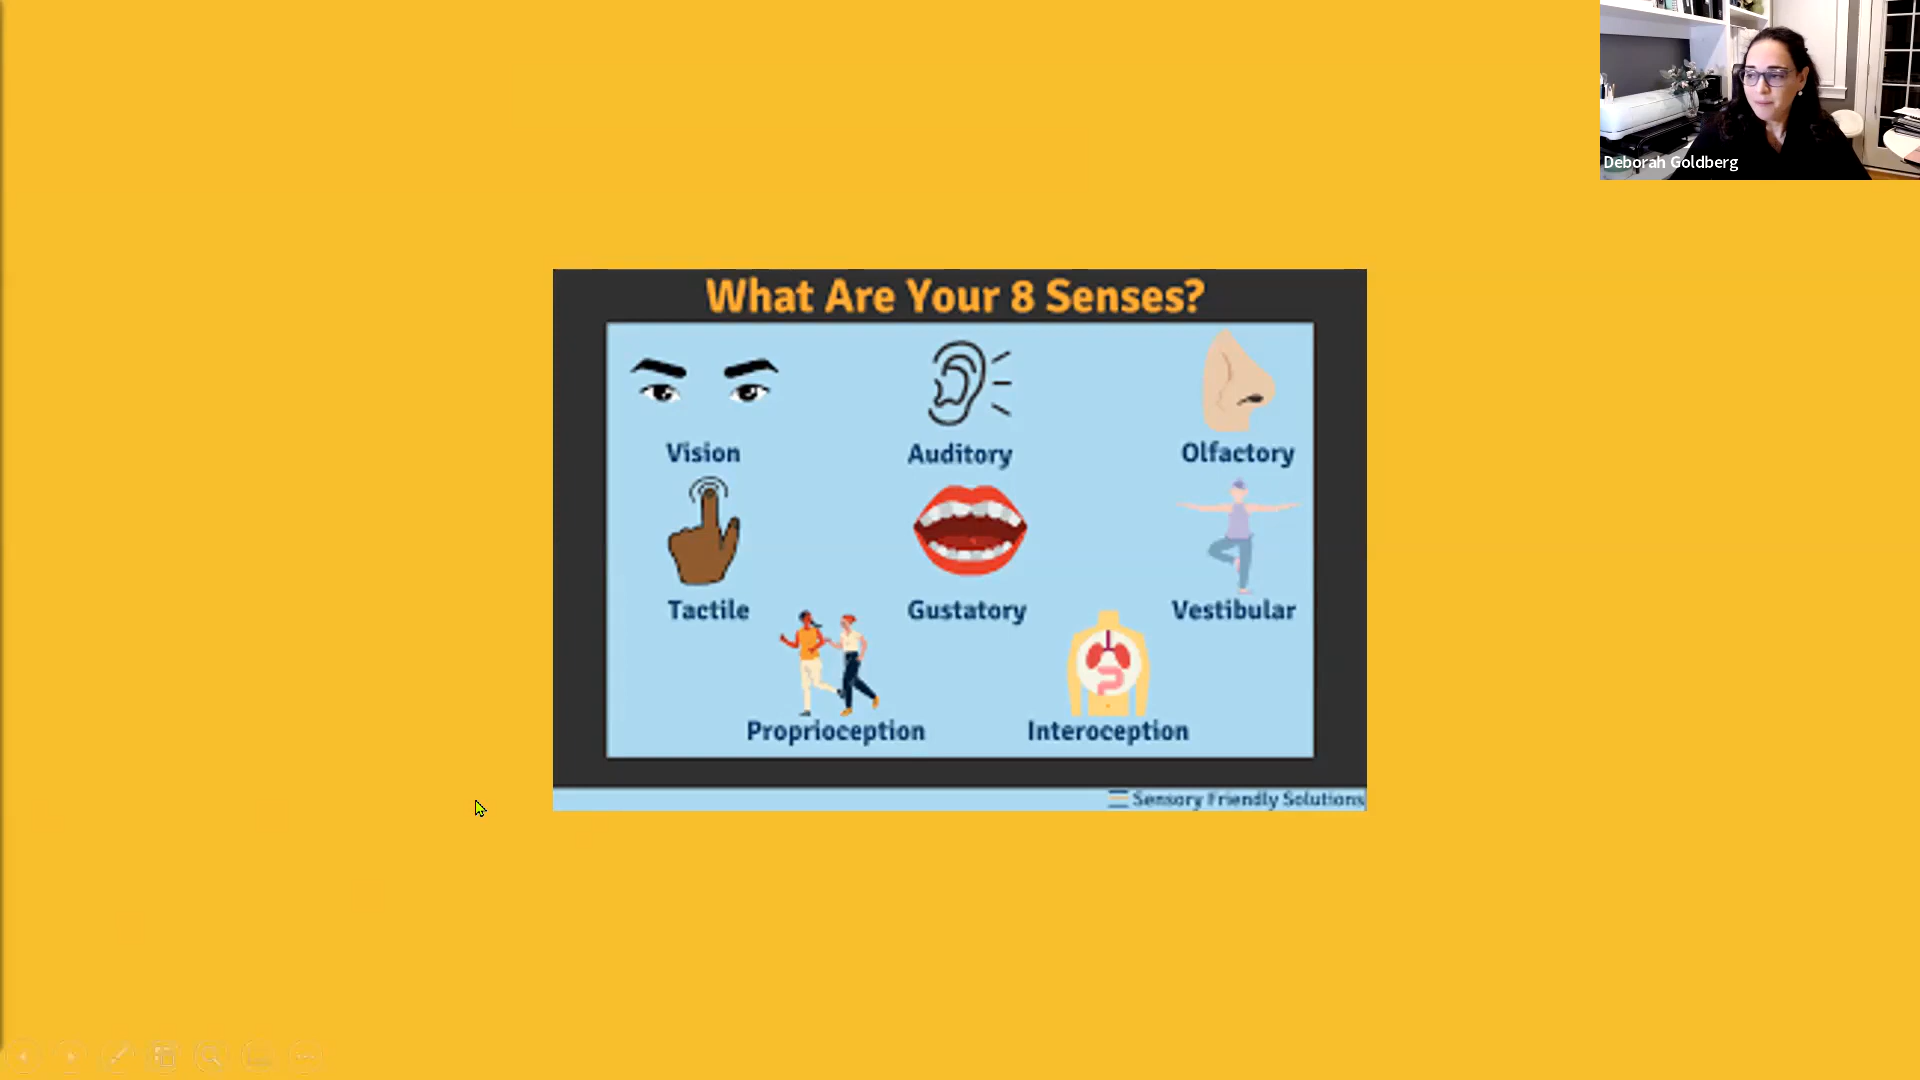 Deborah Goldberg
What Are Your 8 Senses?
Vision
Auditory
Olfactory
Tactile
Gustatory
Vestibular
Proprioception
Interoception
Sensory Friendly Solutions